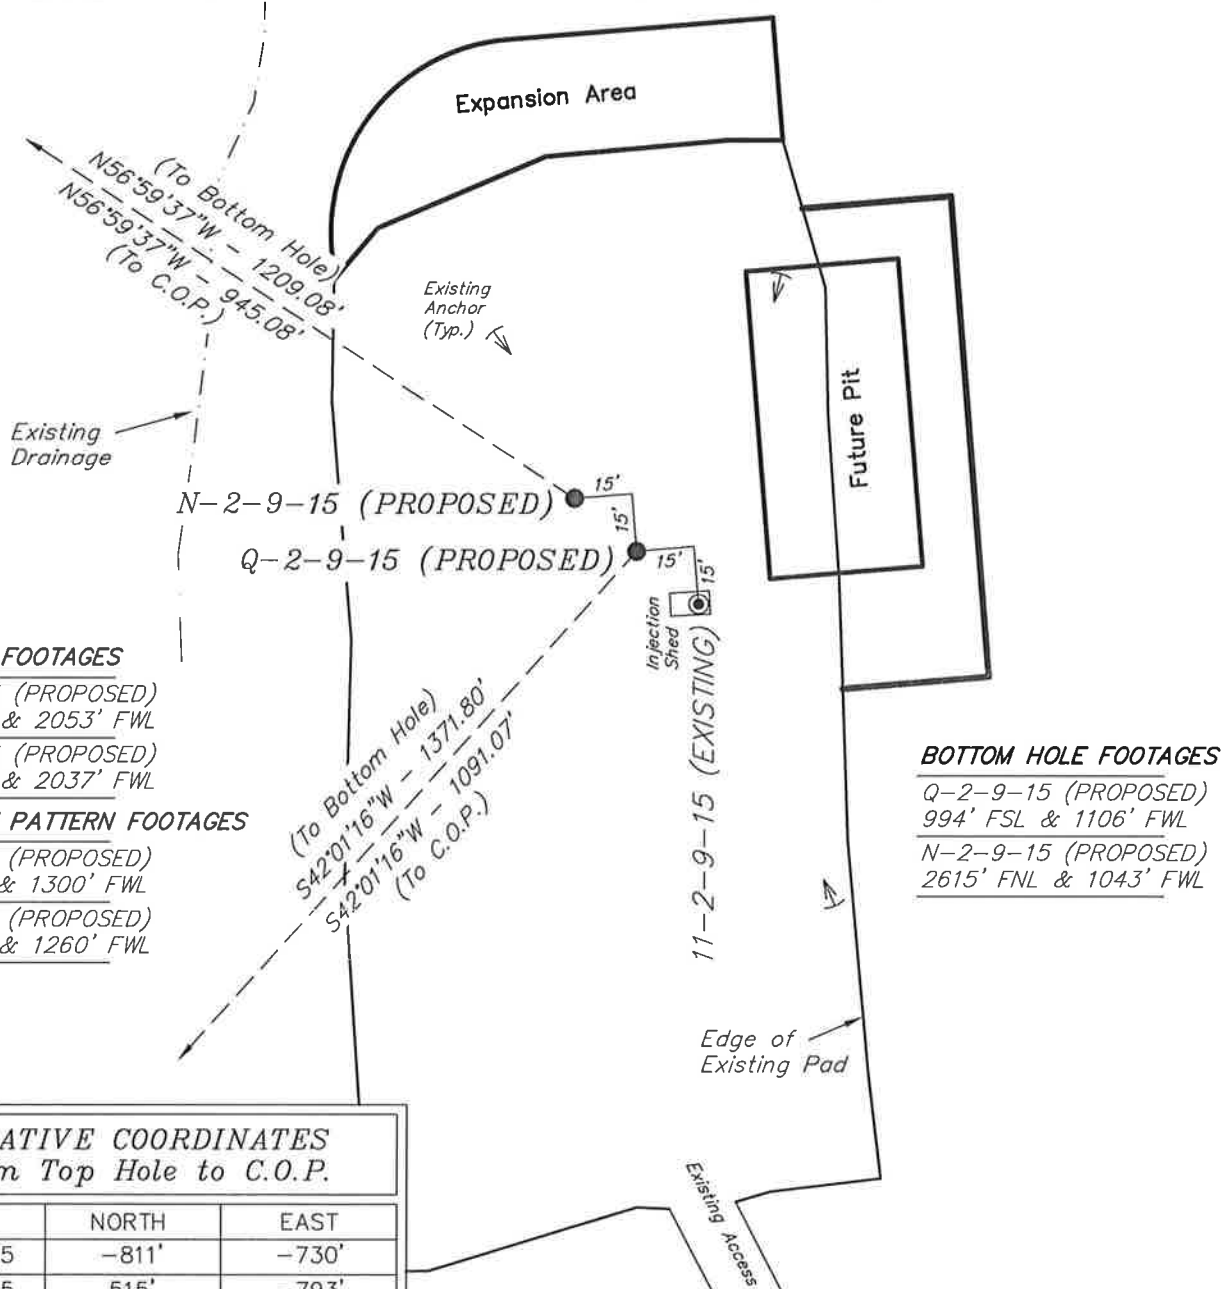 Expansion Area
(To Bottom Hole)
N56°59'37"W - 1209.08'
N56°59'37"W - 945.08'
(To C.O.P.)
Existing
Anchor
(Typ.)
Existing
Drainage
Future Pit
N-2-9-15 (PROPOSED)
15'
15'
Q-2-9-15 (PROPOSED)
15'
15'
Injection
Shed
11-2-9-15 (EXISTING)
FOOTAGES
(PROPOSED)
& 2053' FWL
(PROPOSED)
& 2037' FWL
PATTERN FOOTAGES
(PROPOSED)
& 1300' FWL
(PROPOSED)
& 1260' FWL
(To Bottom Hole)
S42°01'16"W - 1371.80'
S42°01'16"W - 1091.07'
(To C.O.P.)
BOTTOM HOLE FOOTAGES
Q-2-9-15 (PROPOSED)
994' FSL & 1106' FWL
N-2-9-15 (PROPOSED)
2615' FNL & 1043' FWL
Edge of
Existing Pad
ATIVE COORDINATES
m Top Hole to C.O.P.
NORTH EAST
5 -811' -730'
Existing Access